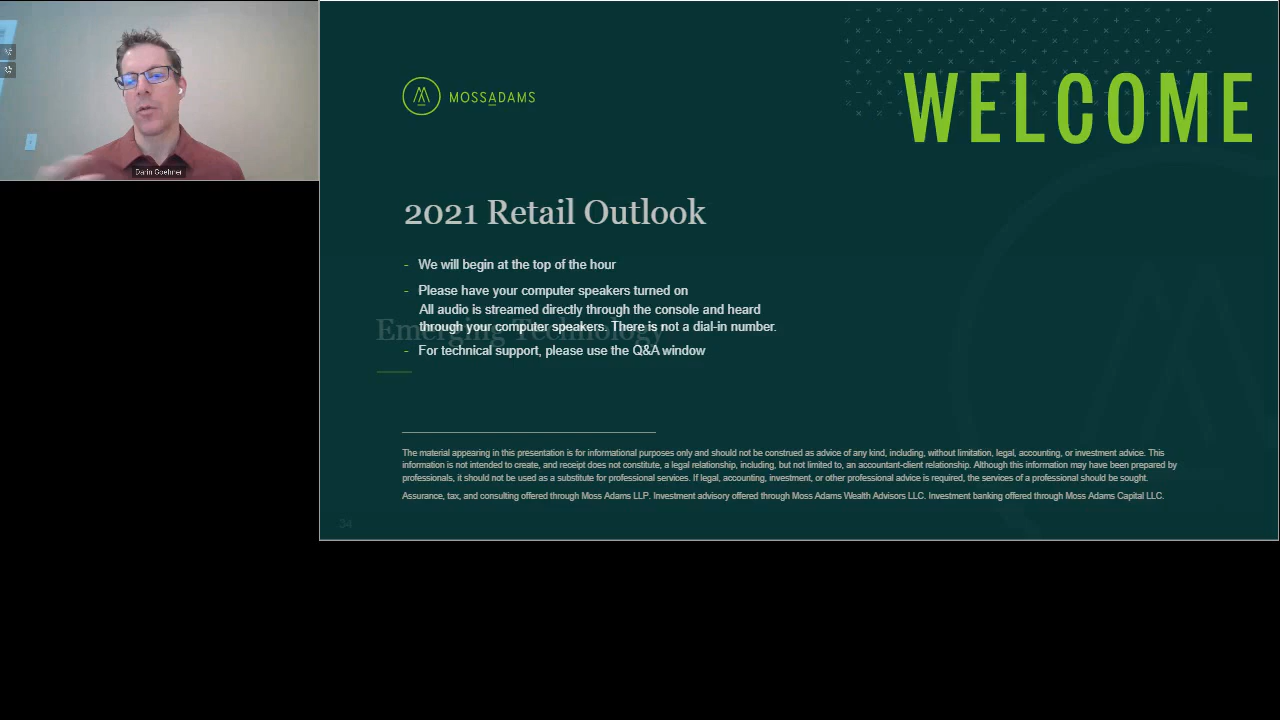 Darin Goehner
MOSSADAMS
WELCOME
2021 Retail Outlook
- We will begin at the top of the hour
- Please have your computer speakers turned on
All audio is streamed directly through the console and heard
through your computer speakers. There is not a dial-in number.
Emerging Technology
- For technical support, please use the Q&A window
The material appearing in this presentation is for informational purposes only and should not be construed as advice of any kind, including, without limitation, legal, accounting, or investment advice. This
information is not intended to create, and receipt does not constitute, a legal relationship, including, but not limited to, an accountant-client relationship. Although this information may have been prepared by
professionals, it should not be used as a substitute for professional services. If legal, accounting, investment, or other professional advice is required, the services of a professional should be sought.
Assurance, tax, and consulting offered through Moss Adams LLP. Investment advisory offered through Moss Adams Wealth Advisors LLC. Investment banking offered through Moss Adams Capital LLC.
34